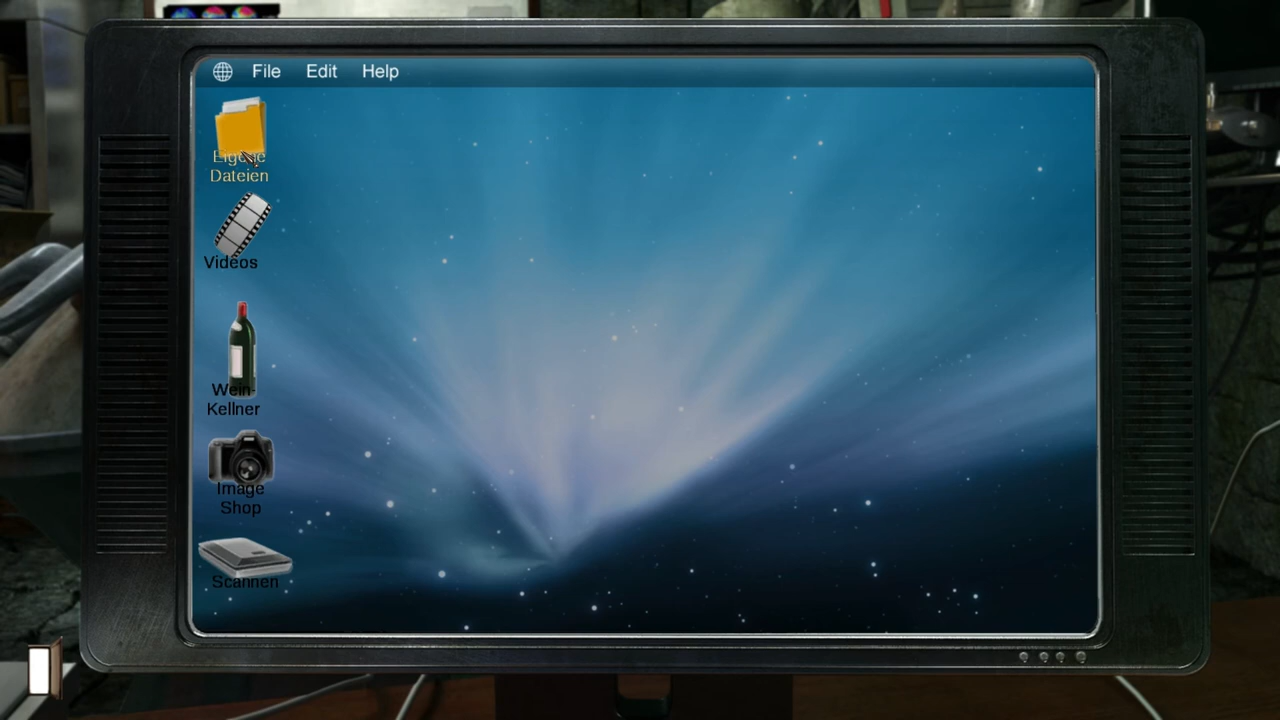 File Edit Help
Eigene
Dateien
Videos
Wein-
Kellner
Image
Shop
Scannen